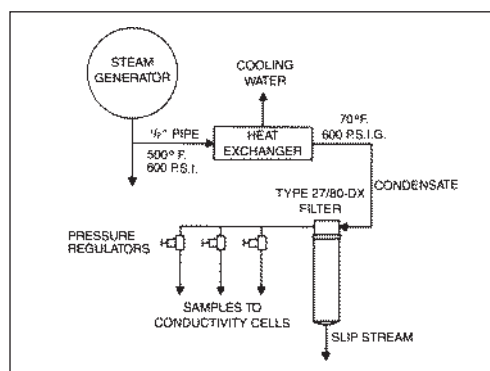 STEAM
GENERATOR
COOLING
WATER
½" PIPE
500° F.
600 P.S.I.
HEAT
EXCHANGER
70° F.
600 P.S.I.G.
CONDENSATE
TYPE 27/80-DX
FILTER
PRESSURE
REGULATORS
SAMPLES TO
CONDUCTIVITY CELLS
SLIP STREAM